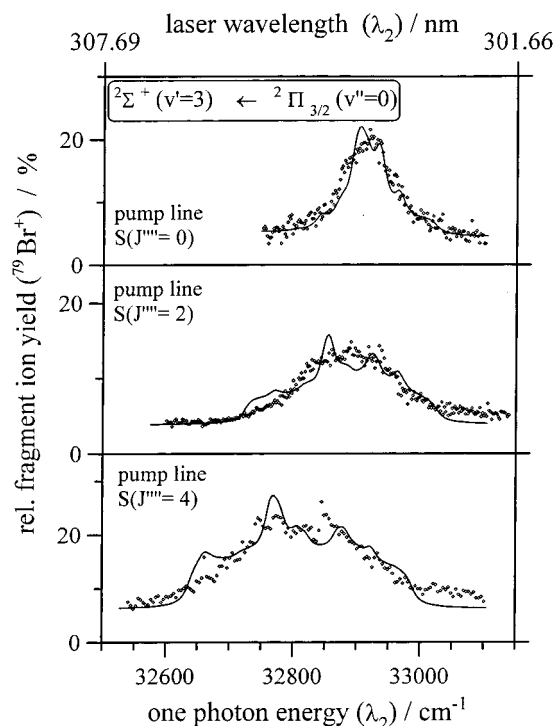 laser wavelength (λ₂) / nm
307.69 301.66
²Σ⁺ (v'=3) ← ²Π₃/₂ (v''=0)
20
pump line
S(J''''= 0)
0
pump line
20
S(J''''= 2)
0
pump line
S(J''''= 4)
20
0
rel. fragment ion yield (⁷⁹Br⁺) / %
32600 32800 33000
one photon energy (λ₂) / cm⁻¹